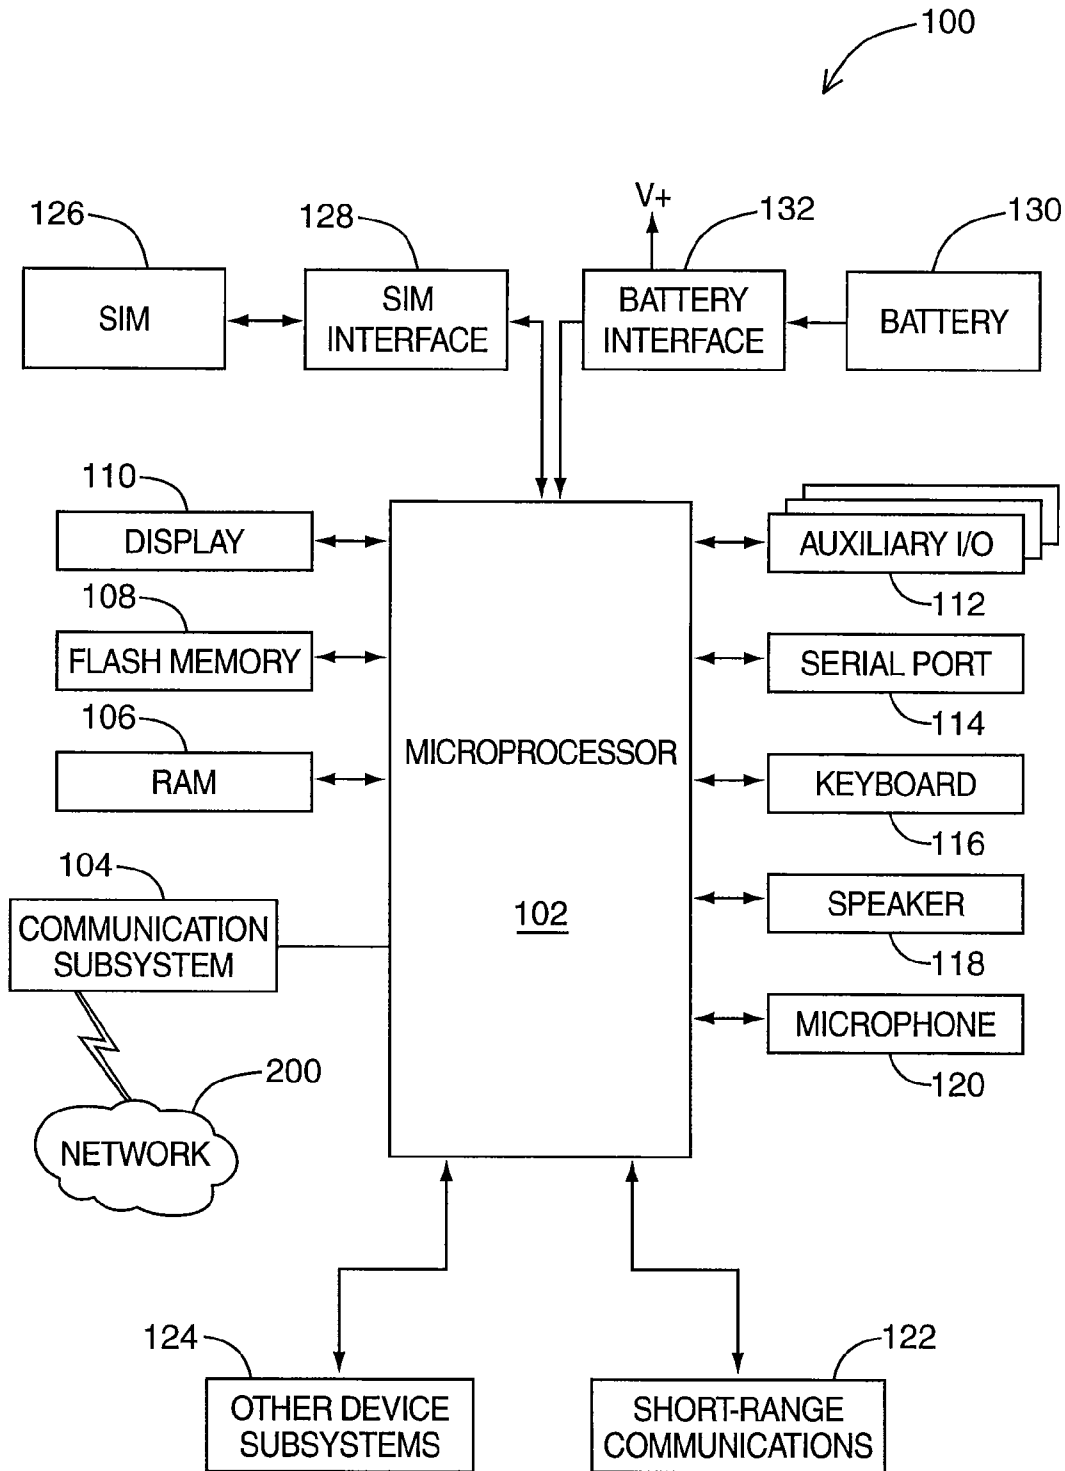 100
V+
126
128
132
130
SIM
SIM
INTERFACE
BATTERY
INTERFACE
BATTERY
110
DISPLAY
AUXILIARY I/O
112
108
FLASH MEMORY
SERIAL PORT
114
106
RAM
MICROPROCESSOR
102
KEYBOARD
116
104
COMMUNICATION
SUBSYSTEM
SPEAKER
118
MICROPHONE
120
200
NETWORK
124
OTHER DEVICE
SUBSYSTEMS
122
SHORT-RANGE
COMMUNICATIONS